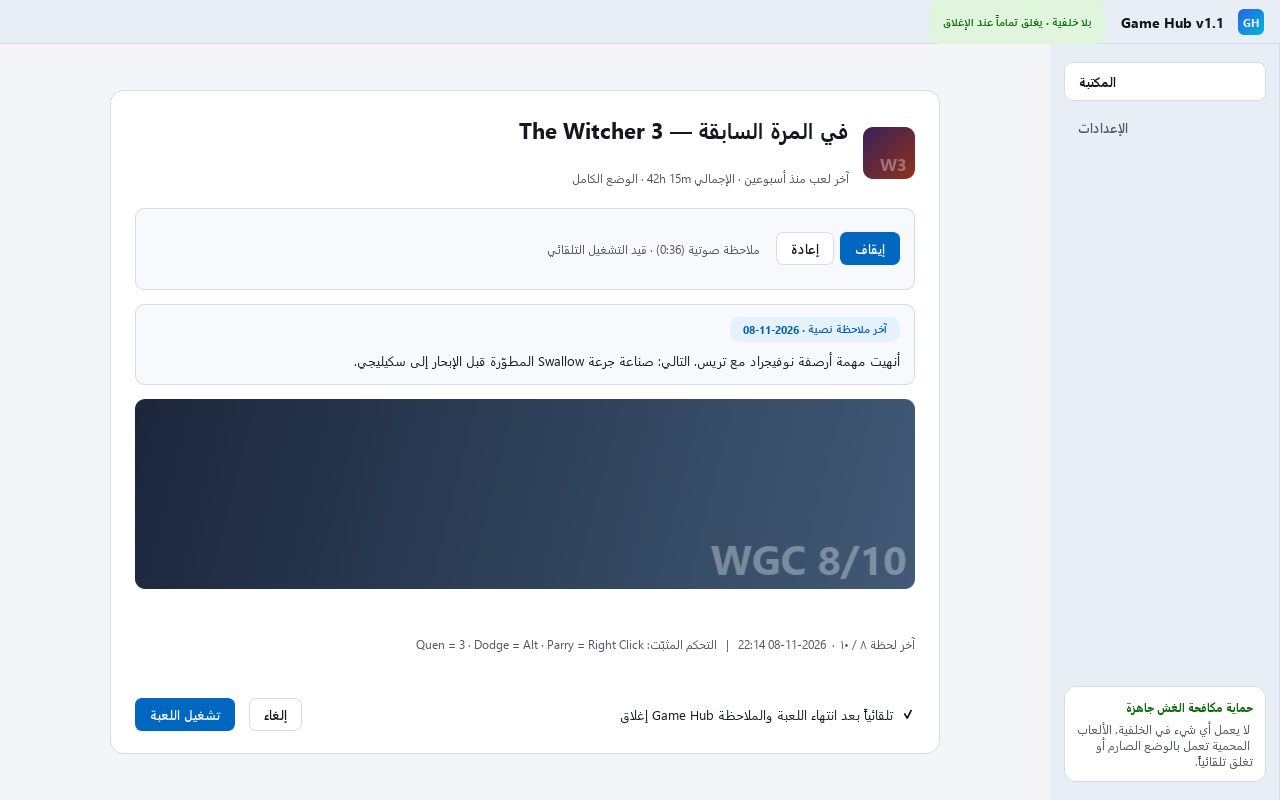 GH
Game Hub v1.1
بلا خلفية · يغلق تماماً عند الإغلاق
المكتبة
الإعدادات
W3
في المرة السابقة — The Witcher 3
آخر لعب منذ أسبوعين · الإجمالي 42h 15m · الوضع الكامل
إيقاف
إعادة
ملاحظة صوتية (0:36) · قيد التشغيل التلقائي
آخر ملاحظة نصية · 2026-11-08
أنهيت مهمة أرصفة نوفيجراد مع تريس. التالي: صناعة جرعة Swallow المطوّرة قبل الإبحار إلى سكيليجي.
WGC 8/10
آخر لحظة ٨ / ١٠ · 2026-11-08 22:14 | التحكم المثبّت: Quen = 3 · Dodge = Alt · Parry = Right Click
✓ تلقائياً بعد انتهاء اللعبة والملاحظة Game Hub إغلاق
إلغاء
تشغيل اللعبة
حماية مكافحة الغش جاهزة
لا يعمل أي شيء في الخلفية. الألعاب
المحمية تعمل بالوضع الصارم أو
تغلق تلقائياً.